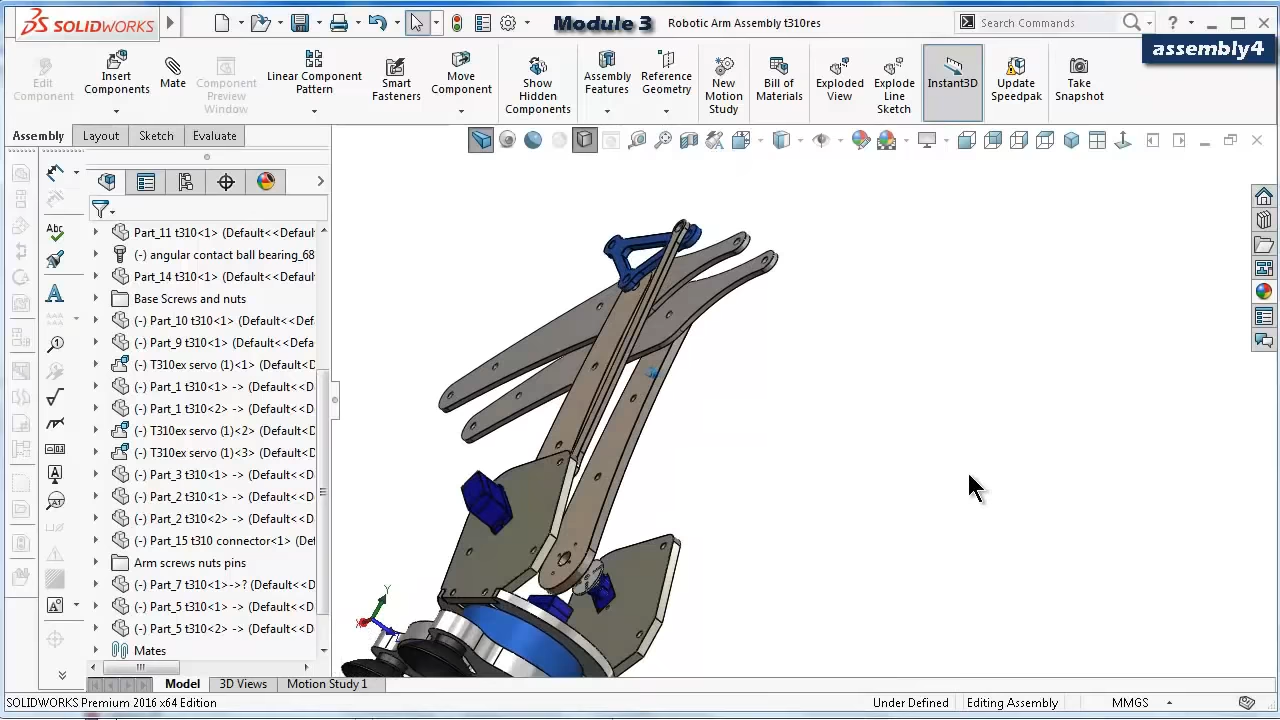 SOLIDWORKS
Module 3
Robotic Arm Assembly t310res
Search Commands
?
assembly4
Edit Component
Insert Components
Mate
Component Preview Window
Linear Component Pattern
Smart Fasteners
Move Component
Show Hidden Components
Assembly Features
Reference Geometry
New Motion Study
Bill of Materials
Exploded View
Explode Line Sketch
Instant3D
Update Speedpak
Take Snapshot
Assembly
Layout
Sketch
Evaluate
Part_11 t310<1> (Default<<Defaul
(-) angular contact ball bearing_68
Part_14 t310<1> (Default<<Defaul
Base Screws and nuts
(-) Part_10 t310<1> (Default<<Def
(-) Part_9 t310<1> (Default<<Defa
(-) T310ex servo (1)<1> (Default<D
(-) Part_1 t310<1> -> (Default<<D
(-) Part_1 t310<2> -> (Default<<D
(-) T310ex servo (1)<2> (Default<D
(-) T310ex servo (1)<3> (Default<D
(-) Part_3 t310<1> -> (Default<<D
(-) Part_2 t310<1> -> (Default<<D
(-) Part_2 t310<2> -> (Default<<D
(-) Part_15 t310 connector<1> (Def
Arm screws nuts pins
(-) Part_7 t310<1>->? (Default<<D
(-) Part_5 t310<1> -> (Default<<D
(-) Part_5 t310<2> -> (Default<<D
Mates
Abc
A
Y
X
Model
3D Views
Motion Study 1
SOLIDWORKS Premium 2016 x64 Edition
Under Defined
Editing Assembly
MMGS